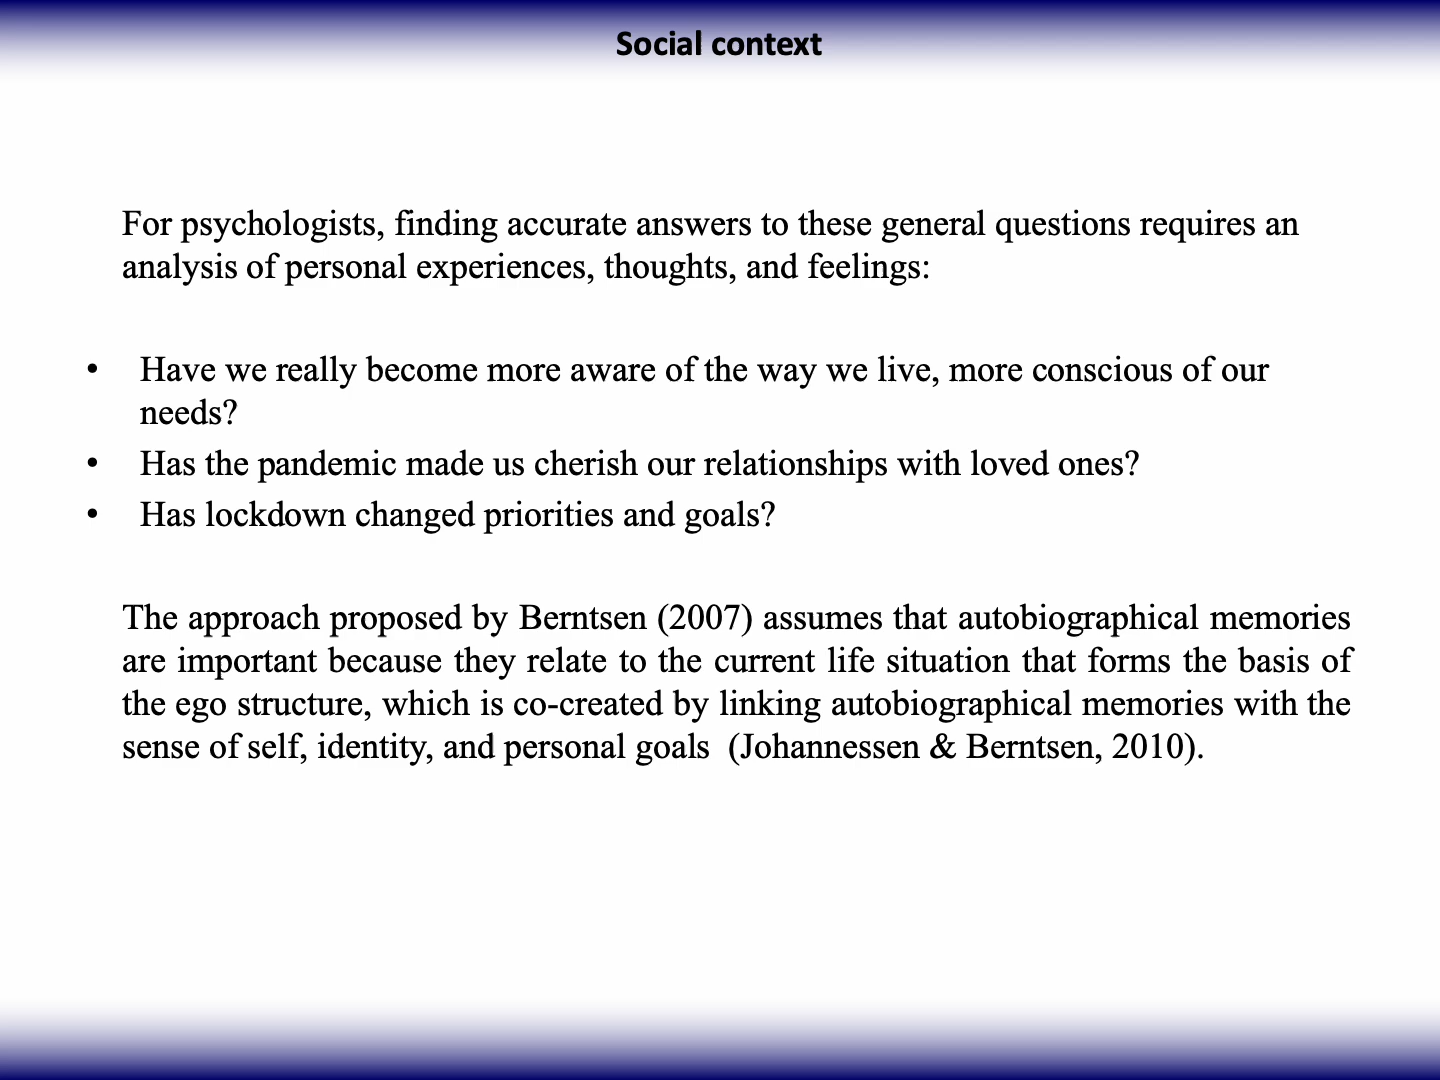 Social context
For psychologists, finding accurate answers to these general questions requires an
analysis of personal experiences, thoughts, and feelings:
• Have we really become more aware of the way we live, more conscious of our
needs?
• Has the pandemic made us cherish our relationships with loved ones?
• Has lockdown changed priorities and goals?
The approach proposed by Berntsen (2007) assumes that autobiographical memories
are important because they relate to the current life situation that forms the basis of
the ego structure, which is co-created by linking autobiographical memories with the
sense of self, identity, and personal goals  (Johannessen & Berntsen, 2010).